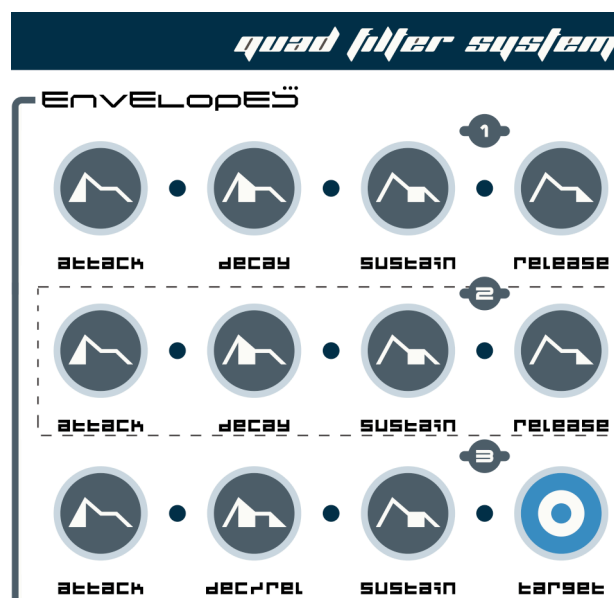 quad filter system
EnvELopES
1
attack decay sustain release
2
attack decay sustain release
3
attack dec/rel sustain target